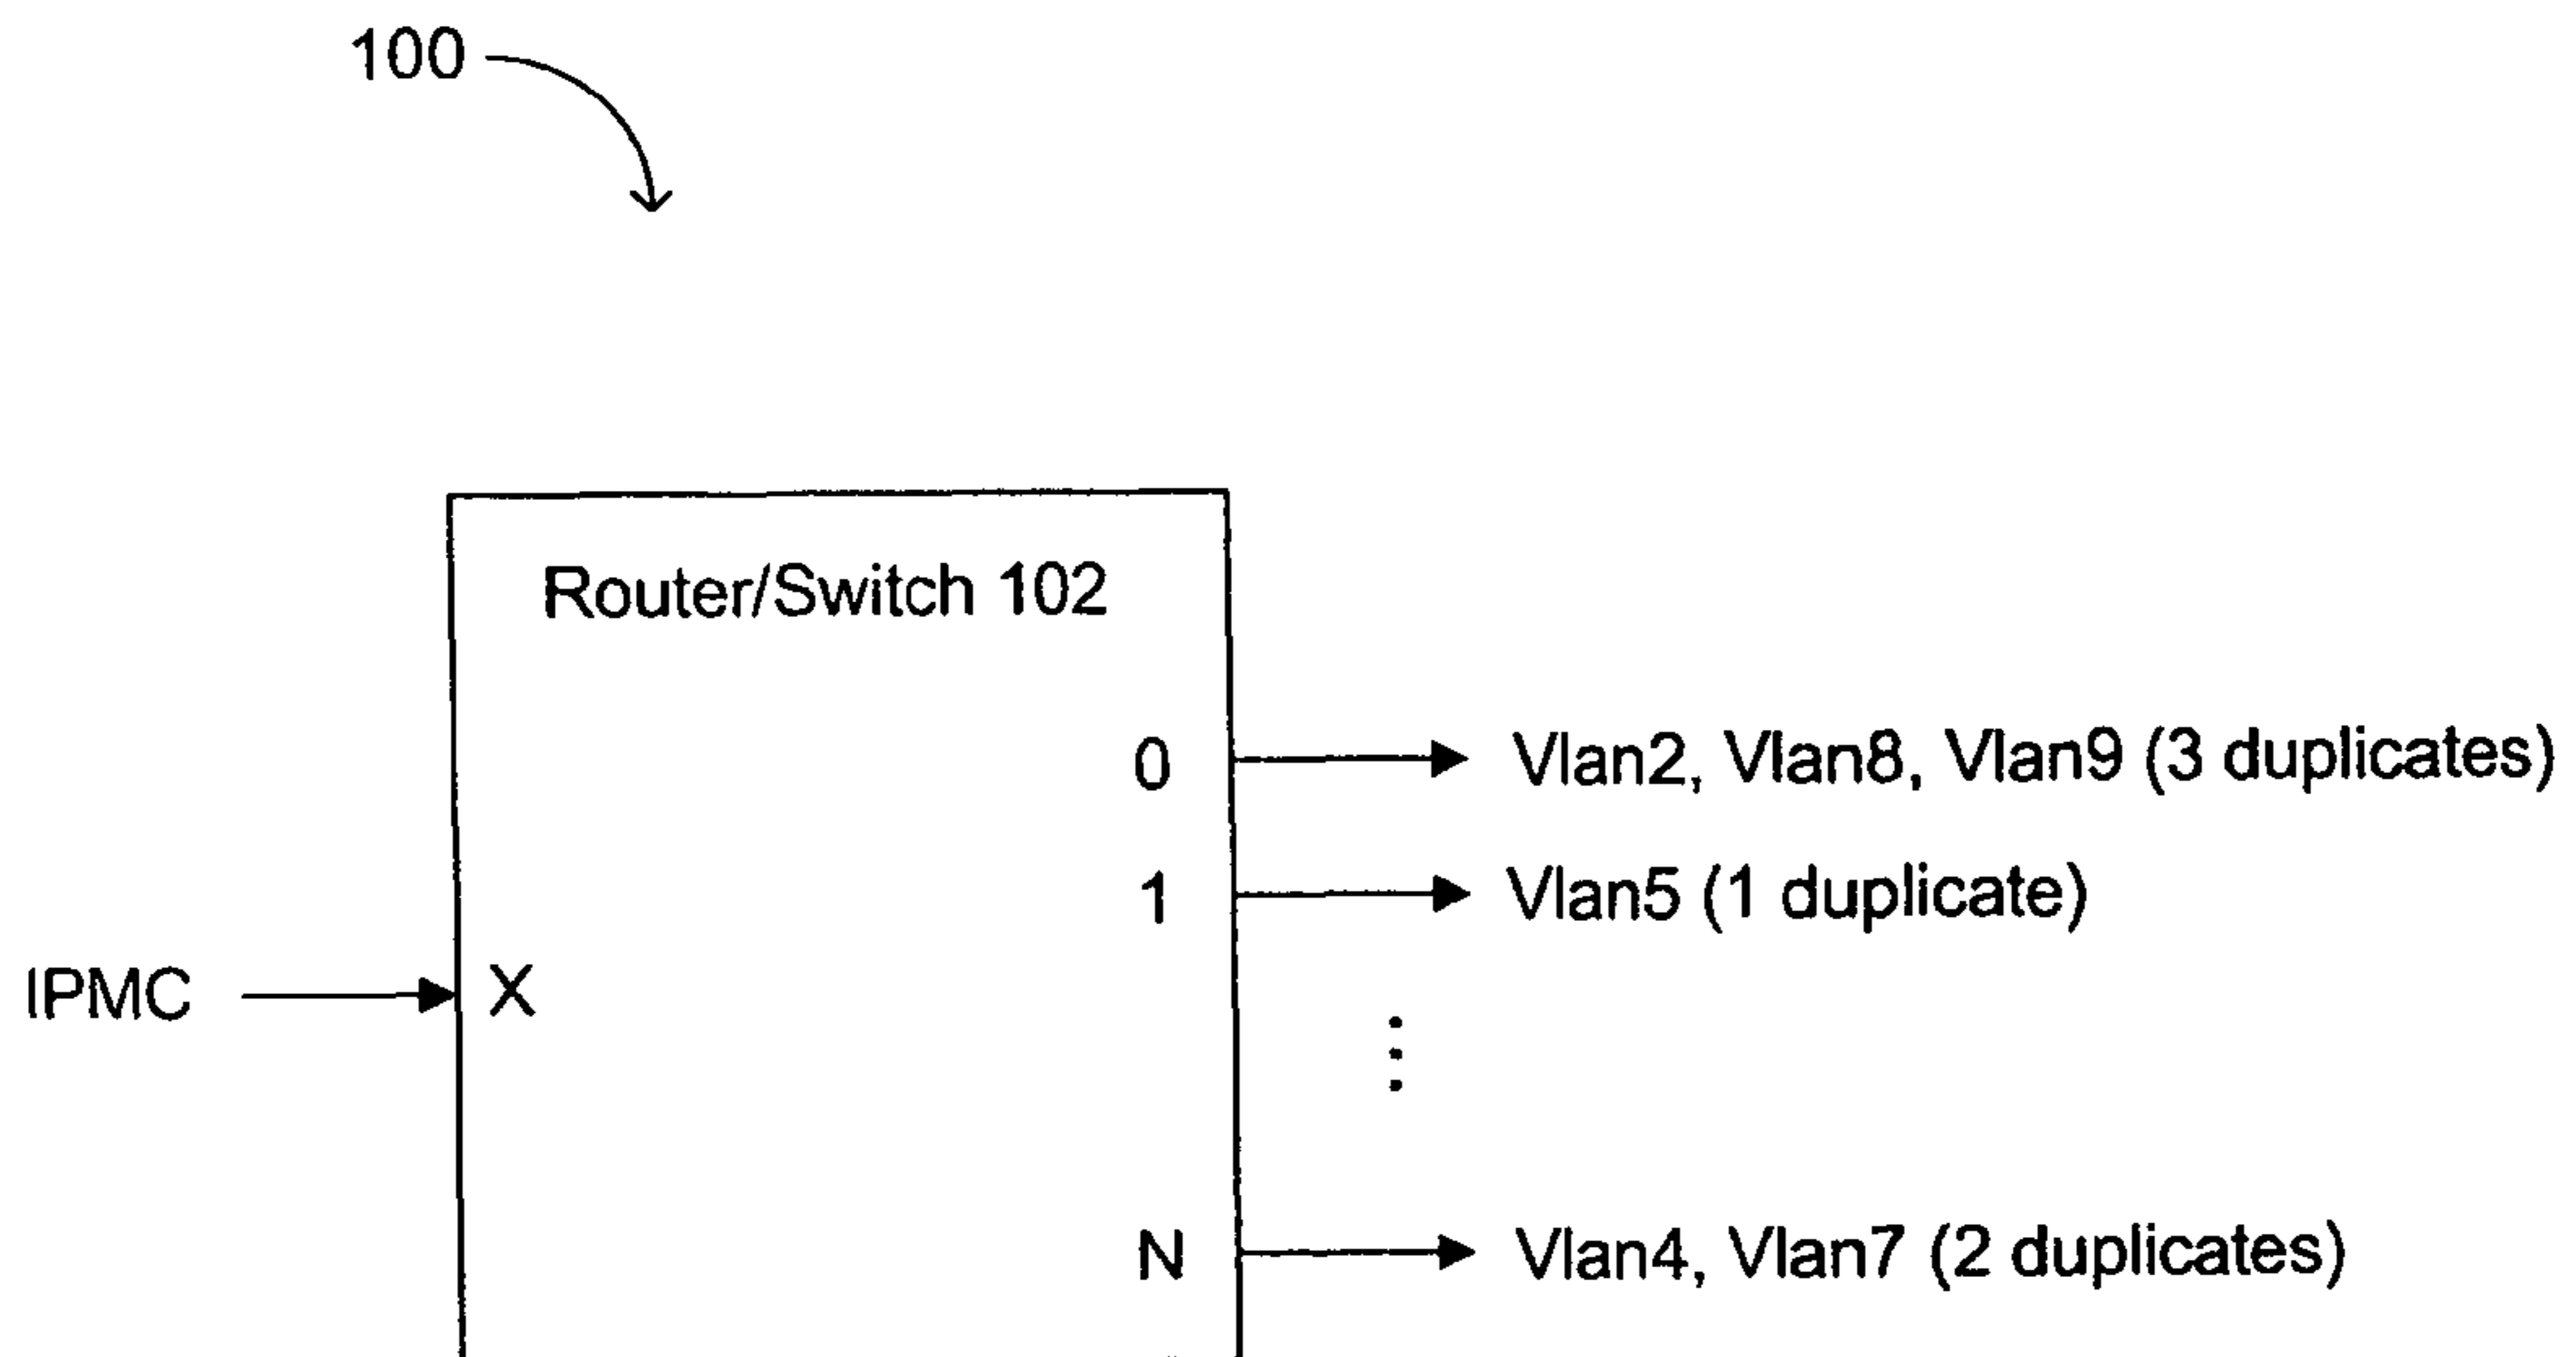 100
Router/Switch 102
0
Vlan2, Vlan8, Vlan9 (3 duplicates)
1
Vlan5 (1 duplicate)
IPMC
X
N
Vlan4, Vlan7 (2 duplicates)